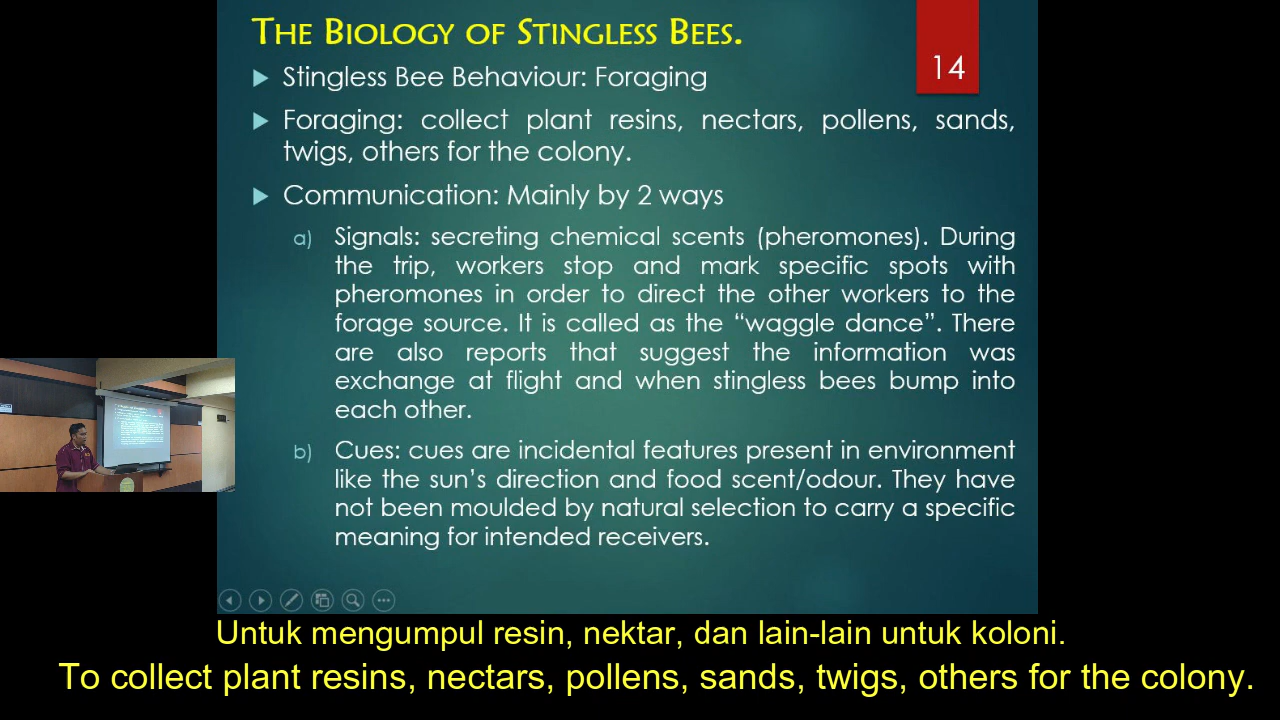 THE BIOLOGY OF STINGLESS BEES.
14
Stingless Bee Behaviour: Foraging
Foraging: collect plant resins, nectars, pollens, sands,
twigs, others for the colony.
Communication: Mainly by 2 ways
a) Signals: secreting chemical scents (pheromones). During
the trip, workers stop and mark specific spots with
pheromones in order to direct the other workers to the
forage source. It is called as the “waggle dance”. There
are also reports that suggest the information was
exchange at flight and when stingless bees bump into
each other.
b) Cues: cues are incidental features present in environment
like the sun’s direction and food scent/odour. They have
not been moulded by natural selection to carry a specific
meaning for intended receivers.
Untuk mengumpul resin, nektar, dan lain-lain untuk koloni.
To collect plant resins, nectars, pollens, sands, twigs, others for the colony.